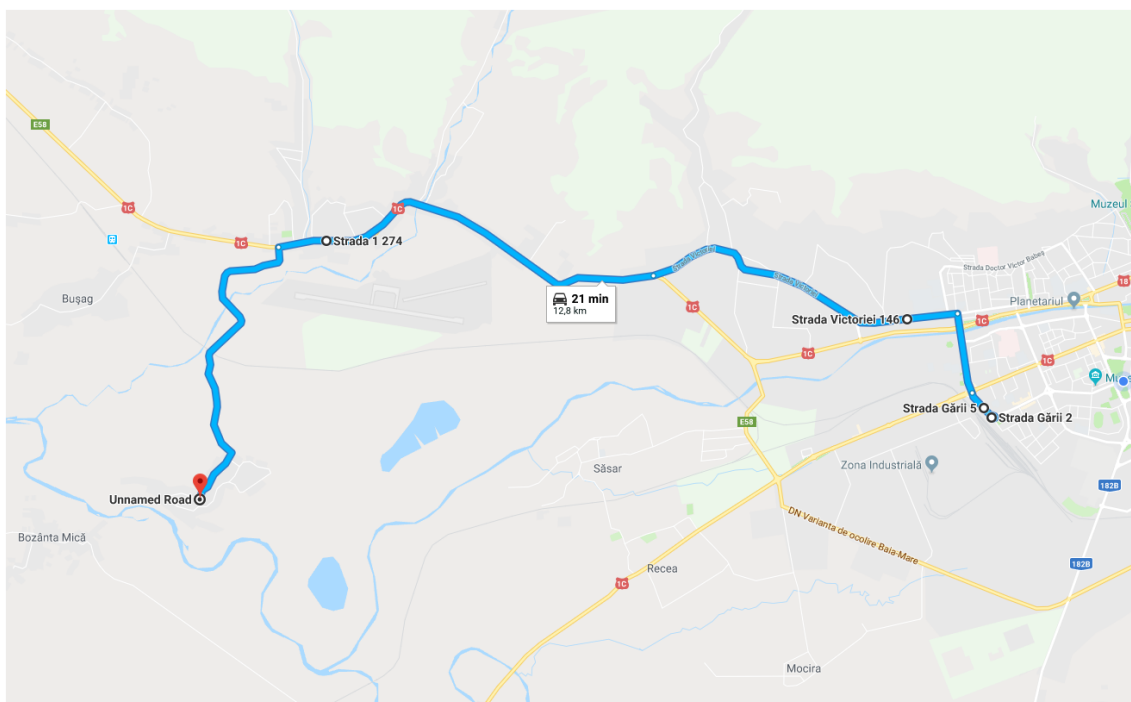 E58
1C
Muzeul
1C
1C
Strada 1 274
Strada Doctor Victor Babeș
18
Bușag
21 min
12,8 km
Planetariul
1C
Strada Victoriei 146
1C
1C
1C
1C
Strada Gării 5
Strada Gării 2
E58
Săsar
Zona Industrială
182B
Unnamed Road
DN Varianta de ocolire Baia-Mare
Bozânta Mică
Recea
1C
182B
Mocira